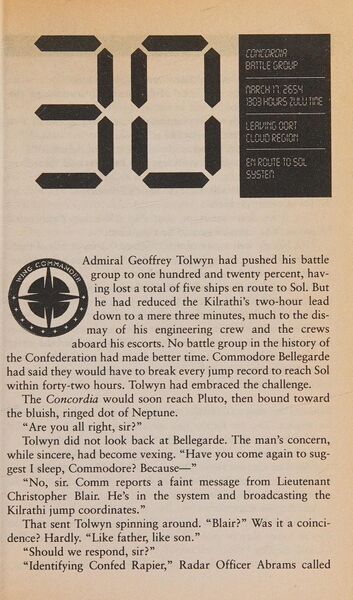 30
CONCORDIA
BATTLE GROUP
MARCH 17, 2654
1303 HOURS ZULU TIME
LEAVING OORT
CLOUD REGION
EN ROUTE TO SOL
SYSTEM
WING COMMANDER
Admiral Geoffrey Tolwyn had pushed his battle
group to one hundred and twenty percent, hav-
ing lost a total of five ships en route to Sol. But
he had reduced the Kilrathi's two-hour lead
down to a mere three minutes, much to the dis-
may of his engineering crew and the crews
aboard his escorts. No battle group in the history of
the Confederation had made better time. Commodore Bellegarde
had said they would have to break every jump record to reach Sol
within forty-two hours. Tolwyn had embraced the challenge.
The Concordia would soon reach Pluto, then bound toward
the bluish, ringed dot of Neptune.
"Are you all right, sir?"
Tolwyn did not look back at Bellegarde. The man's concern,
while sincere, had become vexing. "Have you come again to sug-
gest I sleep, Commodore? Because—"
"No, sir. Comm reports a faint message from Lieutenant
Christopher Blair. He's in the system and broadcasting the
Kilrathi jump coordinates."
That sent Tolwyn spinning around. "Blair?" Was it a coinci-
dence? Hardly. "Like father, like son."
"Should we respond, sir?"
"Identifying Confed Rapier," Radar Officer Abrams called